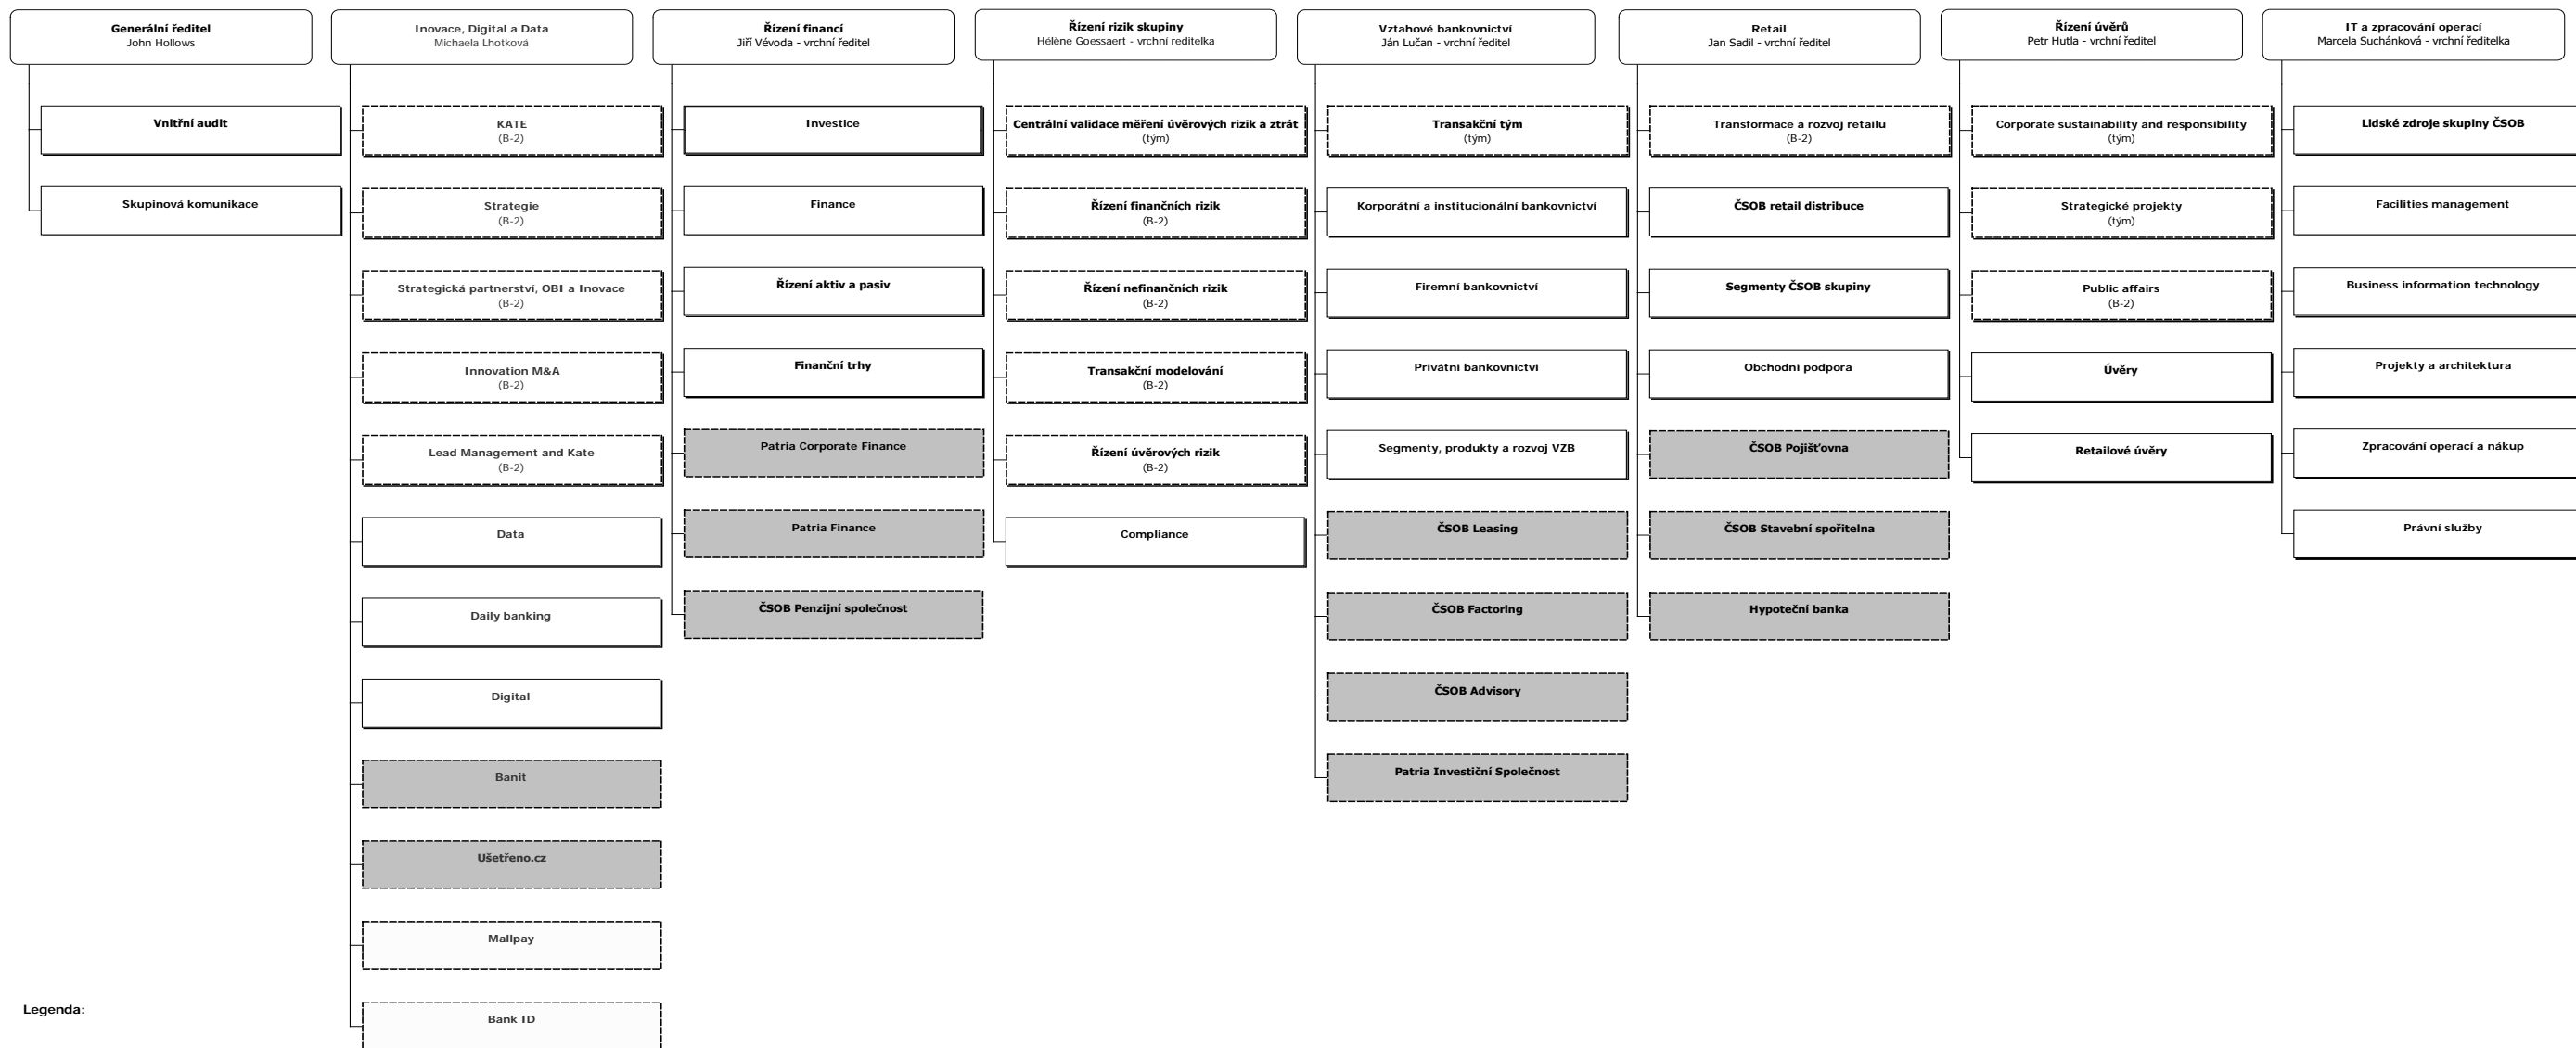 Generální ředitel
John Hollows
Vnitřní audit
Skupinová komunikace
Inovace, Digital a Data
Michaela Lhotková
KATE
(B-2)
Strategie
(B-2)
Strategická partnerství, OBI a Inovace
(B-2)
Innovation M&A
(B-2)
Lead Management and Kate
(B-2)
Data
Daily banking
Digital
Banit
Ušetřeno.cz
Mallpay
Bank ID
Řízení financí
Jiří Vévoda - vrchní ředitel
Investice
Finance
Řízení aktiv a pasiv
Finanční trhy
Patria Corporate Finance
Patria Finance
ČSOB Penzijní společnost
Řízení rizik skupiny
Hélène Goessaert - vrchní reditelka
Centrální validace měření úvěrových rizik a ztrát
(tým)
Řízení finančních rizik
(B-2)
Řízení nefinančních rizik
(B-2)
Transakční modelování
(B-2)
Řízení úvěrových rizik
(B-2)
Compliance
Vztahové bankovnictví
Ján Lučan - vrchní ředitel
Transakční tým
(tým)
Korporátní a institucionální bankovnictví
Firemní bankovnictví
Privátní bankovnictví
Segmenty, produkty a rozvoj VZB
ČSOB Leasing
ČSOB Factoring
ČSOB Advisory
Patria Investiční Společnost
Retail
Jan Sadil - vrchní ředitel
Transformace a rozvoj retailu
(B-2)
ČSOB retail distribuce
Segmenty ČSOB skupiny
Obchodní podpora
ČSOB Pojišťovna
ČSOB Stavební spořitelna
Hypoteční banka
Řízení úvěrů
Petr Hutla - vrchní ředitel
Corporate sustainability and responsibility
(tým)
Strategické projekty
(tým)
Public affairs
(B-2)
Úvěry
Retailové úvěry
IT a zpracování operací
Marcela Suchánková - vrchní ředitelka
Lidské zdroje skupiny ČSOB
Facilities management
Business information technology
Projekty a architektura
Zpracování operací a nákup
Právní služby
Legenda: